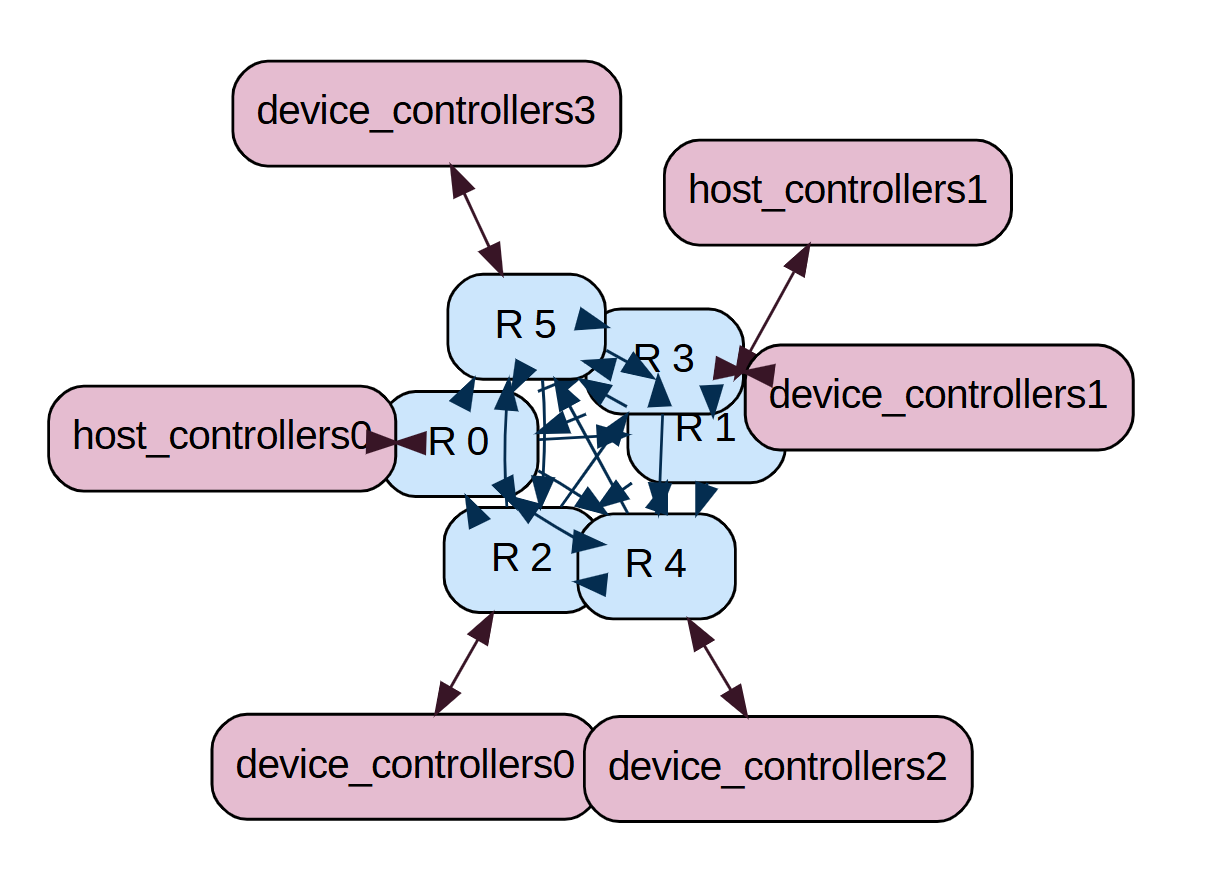 device_controllers3
host_controllers1
R 5
R 3
device_controllers1
host_controllers0
R 0
R 1
R 2
R 4
device_controllers0
device_controllers2